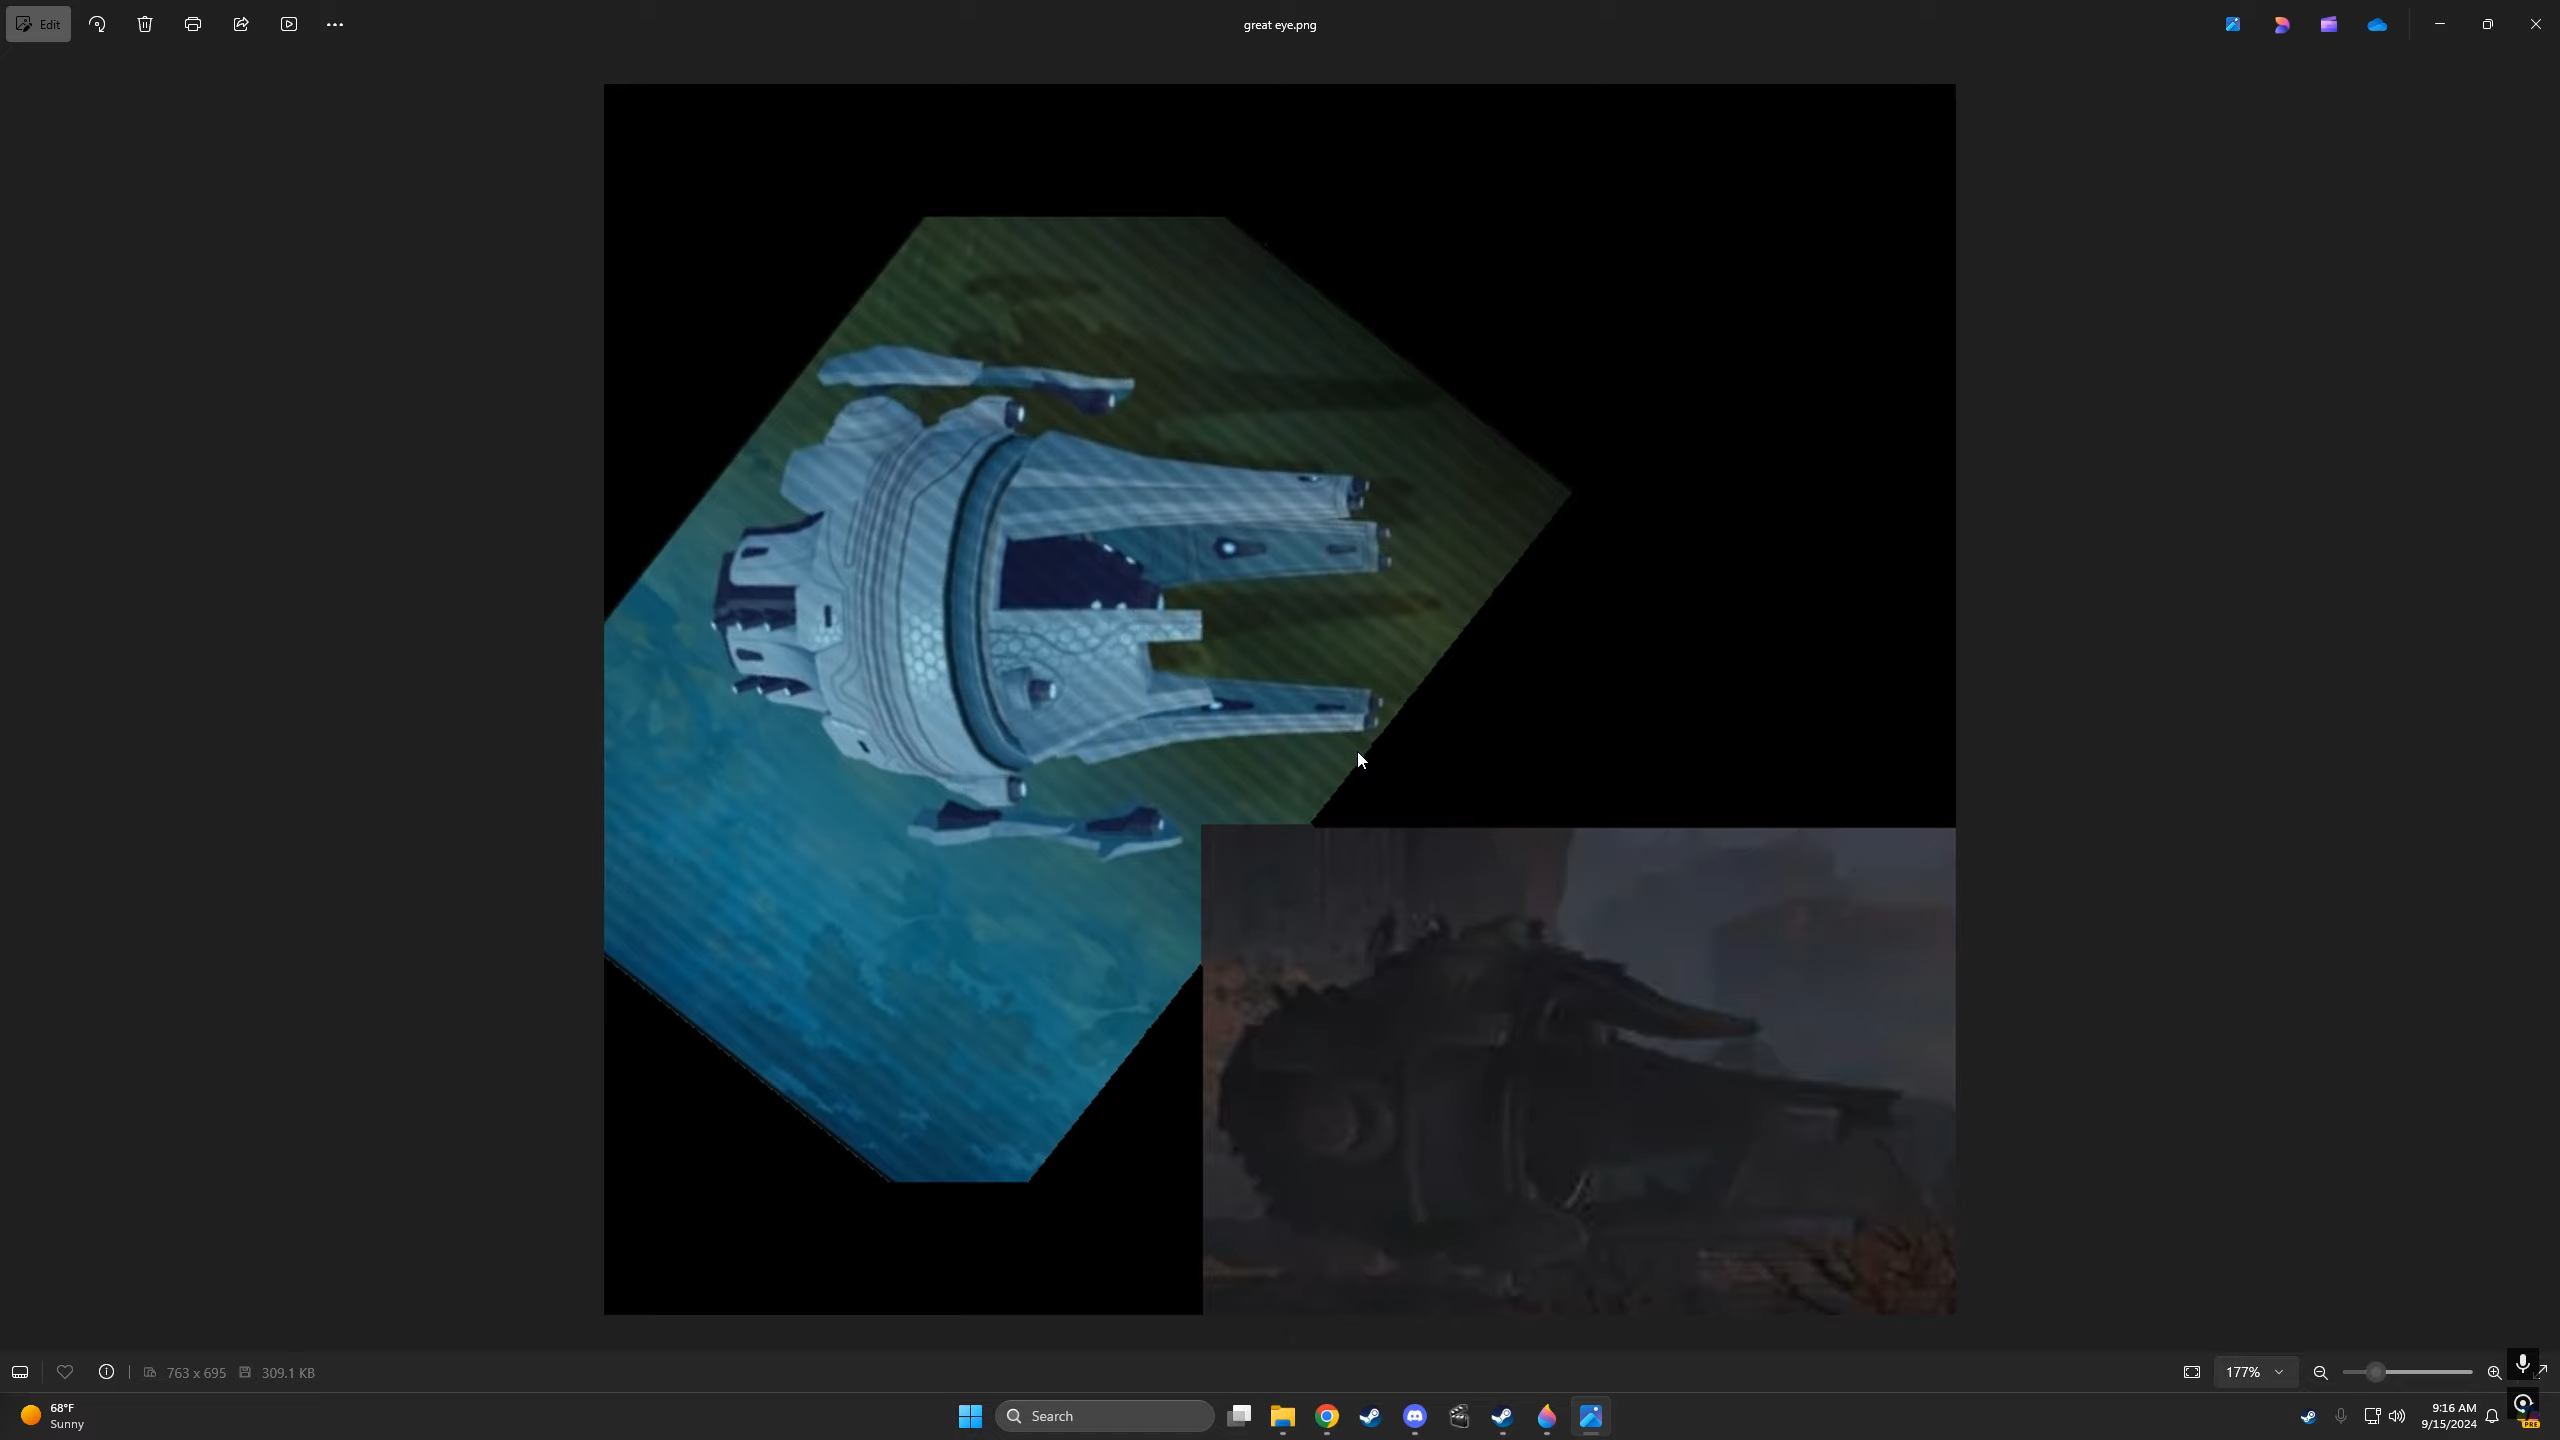 Edit
great eye.png
763 x 695
309.1 KB
177%
68°F
Sunny
Search
9:16 AM
9/15/2024
PRE